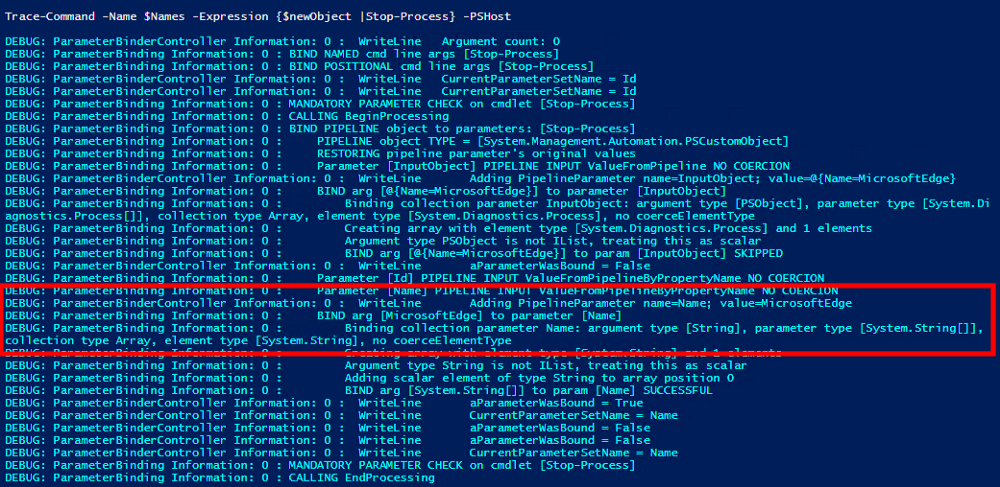 Trace-Command -Name $Names -Expression {$newObject |Stop-Process} -PSHost
DEBUG: ParameterBinderController Information: 0 :  WriteLine   Argument count: 0
DEBUG: ParameterBinding Information: 0 : BIND NAMED cmd line args [Stop-Process]
DEBUG: ParameterBinding Information: 0 : BIND POSITIONAL cmd line args [Stop-Process]
DEBUG: ParameterBinderController Information: 0 :  WriteLine   CurrentParameterSetName = Id
DEBUG: ParameterBinderController Information: 0 :  WriteLine   CurrentParameterSetName = Id
DEBUG: ParameterBinding Information: 0 : MANDATORY PARAMETER CHECK on cmdlet [Stop-Process]
DEBUG: ParameterBinding Information: 0 : CALLING BeginProcessing
DEBUG: ParameterBinding Information: 0 : BIND PIPELINE object to parameters: [Stop-Process]
DEBUG: ParameterBinding Information: 0 :     PIPELINE object TYPE = [System.Management.Automation.PSCustomObject]
DEBUG: ParameterBinding Information: 0 :     RESTORING pipeline parameter's original values
DEBUG: ParameterBinding Information: 0 :     Parameter [InputObject] PIPELINE INPUT ValueFromPipeline NO COERCION
DEBUG: ParameterBinderController Information: 0 :  WriteLine       Adding PipelineParameter name=InputObject; value=@{Name=MicrosoftEdge}
DEBUG: ParameterBinding Information: 0 :     BIND arg [@{Name=MicrosoftEdge}] to parameter [InputObject]
DEBUG: ParameterBinding Information: 0 :         Binding collection parameter InputObject: argument type [PSObject], parameter type [System.Di
agnostics.Process[]], collection type Array, element type [System.Diagnostics.Process], no coerceElementType
DEBUG: ParameterBinding Information: 0 :         Creating array with element type [System.Diagnostics.Process] and 1 elements
DEBUG: ParameterBinding Information: 0 :         Argument type PSObject is not IList, treating this as scalar
DEBUG: ParameterBinding Information: 0 :         BIND arg [@{Name=MicrosoftEdge}] to param [InputObject] SKIPPED
DEBUG: ParameterBinderController Information: 0 :  WriteLine       aParameterWasBound = False
DEBUG: ParameterBinding Information: 0 :     Parameter [Id] PIPELINE INPUT ValueFromPipelineByPropertyName NO COERCION
DEBUG: ParameterBinding Information: 0 :     Parameter [Name] PIPELINE INPUT ValueFromPipelineByPropertyName NO COERCION
DEBUG: ParameterBinderController Information: 0 :  WriteLine       Adding PipelineParameter name=Name; value=MicrosoftEdge
DEBUG: ParameterBinding Information: 0 :     BIND arg [MicrosoftEdge] to parameter [Name]
DEBUG: ParameterBinding Information: 0 :         Binding collection parameter Name: argument type [String], parameter type [System.String[]],
collection type Array, element type [System.String], no coerceElementType
DEBUG: ParameterBinding Information: 0 :         Creating array with element type [System.String] and 1 elements
DEBUG: ParameterBinding Information: 0 :         Argument type String is not IList, treating this as scalar
DEBUG: ParameterBinding Information: 0 :         Adding scalar element of type String to array position 0
DEBUG: ParameterBinding Information: 0 :         BIND arg [System.String[]] to param [Name] SUCCESSFUL
DEBUG: ParameterBinderController Information: 0 :  WriteLine       aParameterWasBound = True
DEBUG: ParameterBinderController Information: 0 :  WriteLine       CurrentParameterSetName = Name
DEBUG: ParameterBinderController Information: 0 :  WriteLine       aParameterWasBound = False
DEBUG: ParameterBinderController Information: 0 :  WriteLine       aParameterWasBound = False
DEBUG: ParameterBinderController Information: 0 :  WriteLine       CurrentParameterSetName = Name
DEBUG: ParameterBinding Information: 0 : MANDATORY PARAMETER CHECK on cmdlet [Stop-Process]
DEBUG: ParameterBinding Information: 0 : CALLING EndProcessing